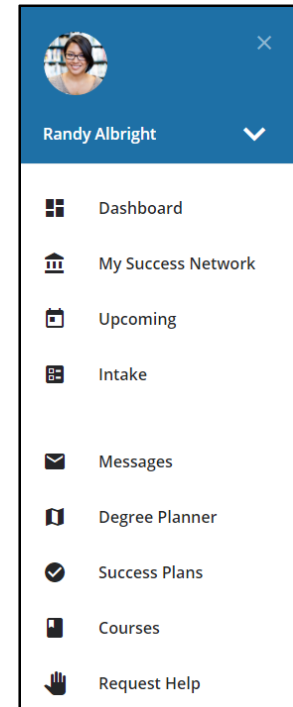 Randy Albright
Dashboard
My Success Network
Upcoming
Intake
Messages
Degree Planner
Success Plans
Courses
Request Help